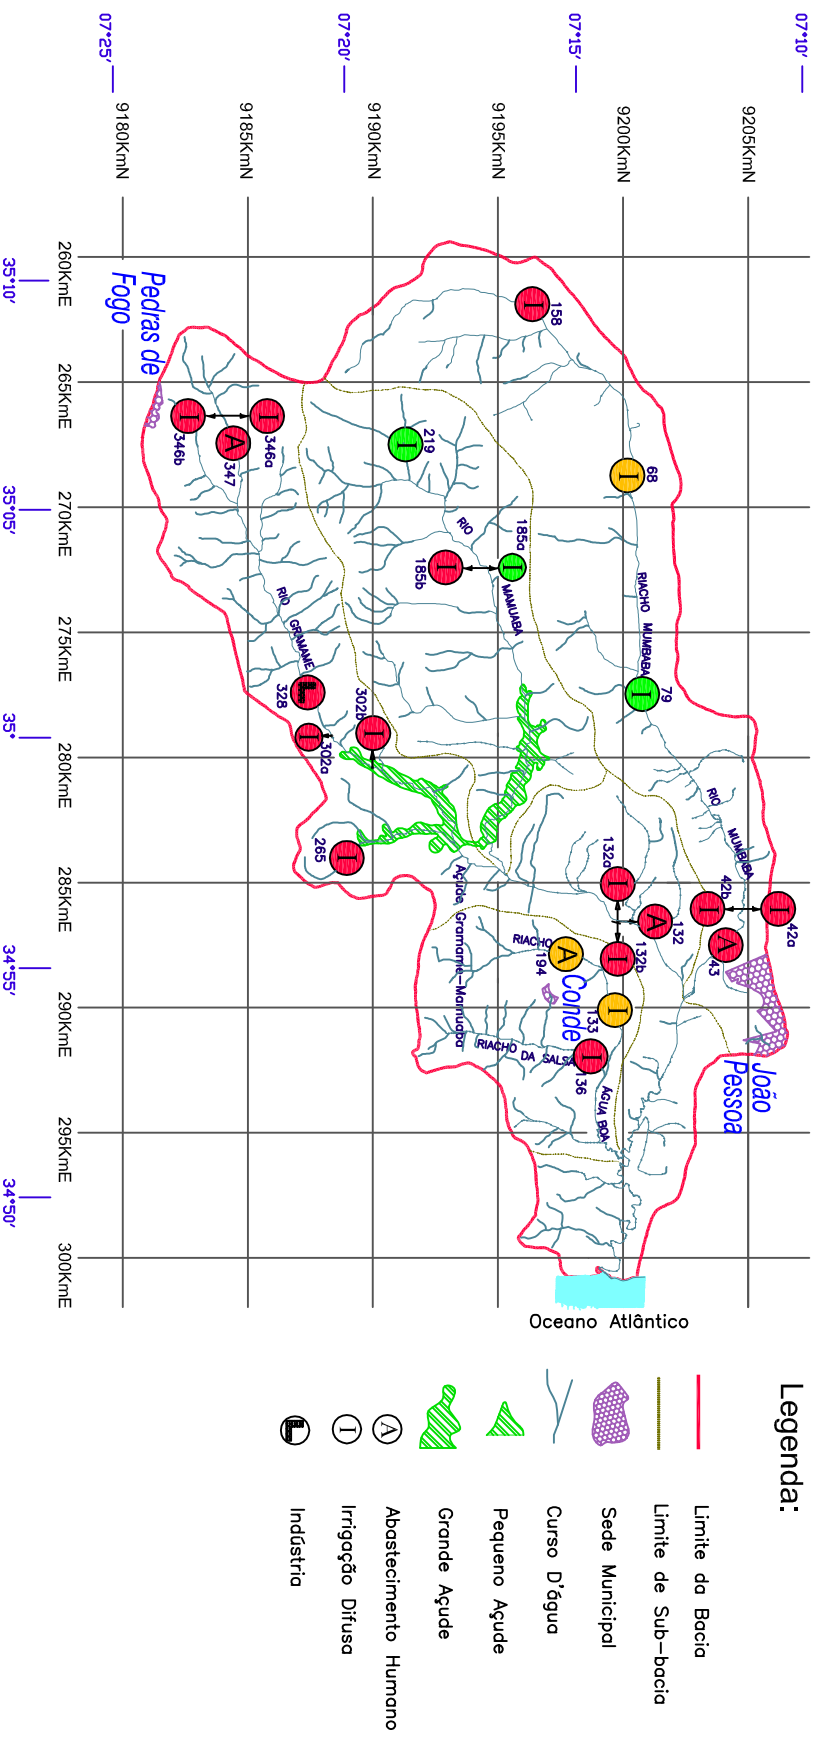 07°10'
07°15'
07°20'
07°25'
9205KmN
9200KmN
9195KmN
9190KmN
9185KmN
9180KmN
260KmE
265KmE
270KmE
275KmE
280KmE
285KmE
290KmE
295KmE
300KmE
35°10'
35°05'
35°
34°55'
34°50'
Pedras de
Fogo
João
Pessoa
Conde
Oceano Atlântico
I
158
I
68
I
219
I
346a
I
346b
A
347
I
185a
I
185b
RIO
MAMUABA
RIACHO MUMBABA
I
79
RIO
GRAMAME
328
I
302b
I
302a
I
265
RIO
MUMBABA
I
132a
A
132
I
132b
I
42b
I
42a
A
43
Açude Gramame-Mamuaba
RIACHO
A
194
I
133
I
136
RIACHO DA SALSA
ÁGUA BOA
Legenda:
Limite da Bacia
Limite de Sub-bacia
Sede Municipal
Curso D'água
Pequeno Açude
Grande Açude
A
Abastecimento Humano
I
Irrigação Difusa
Indústria